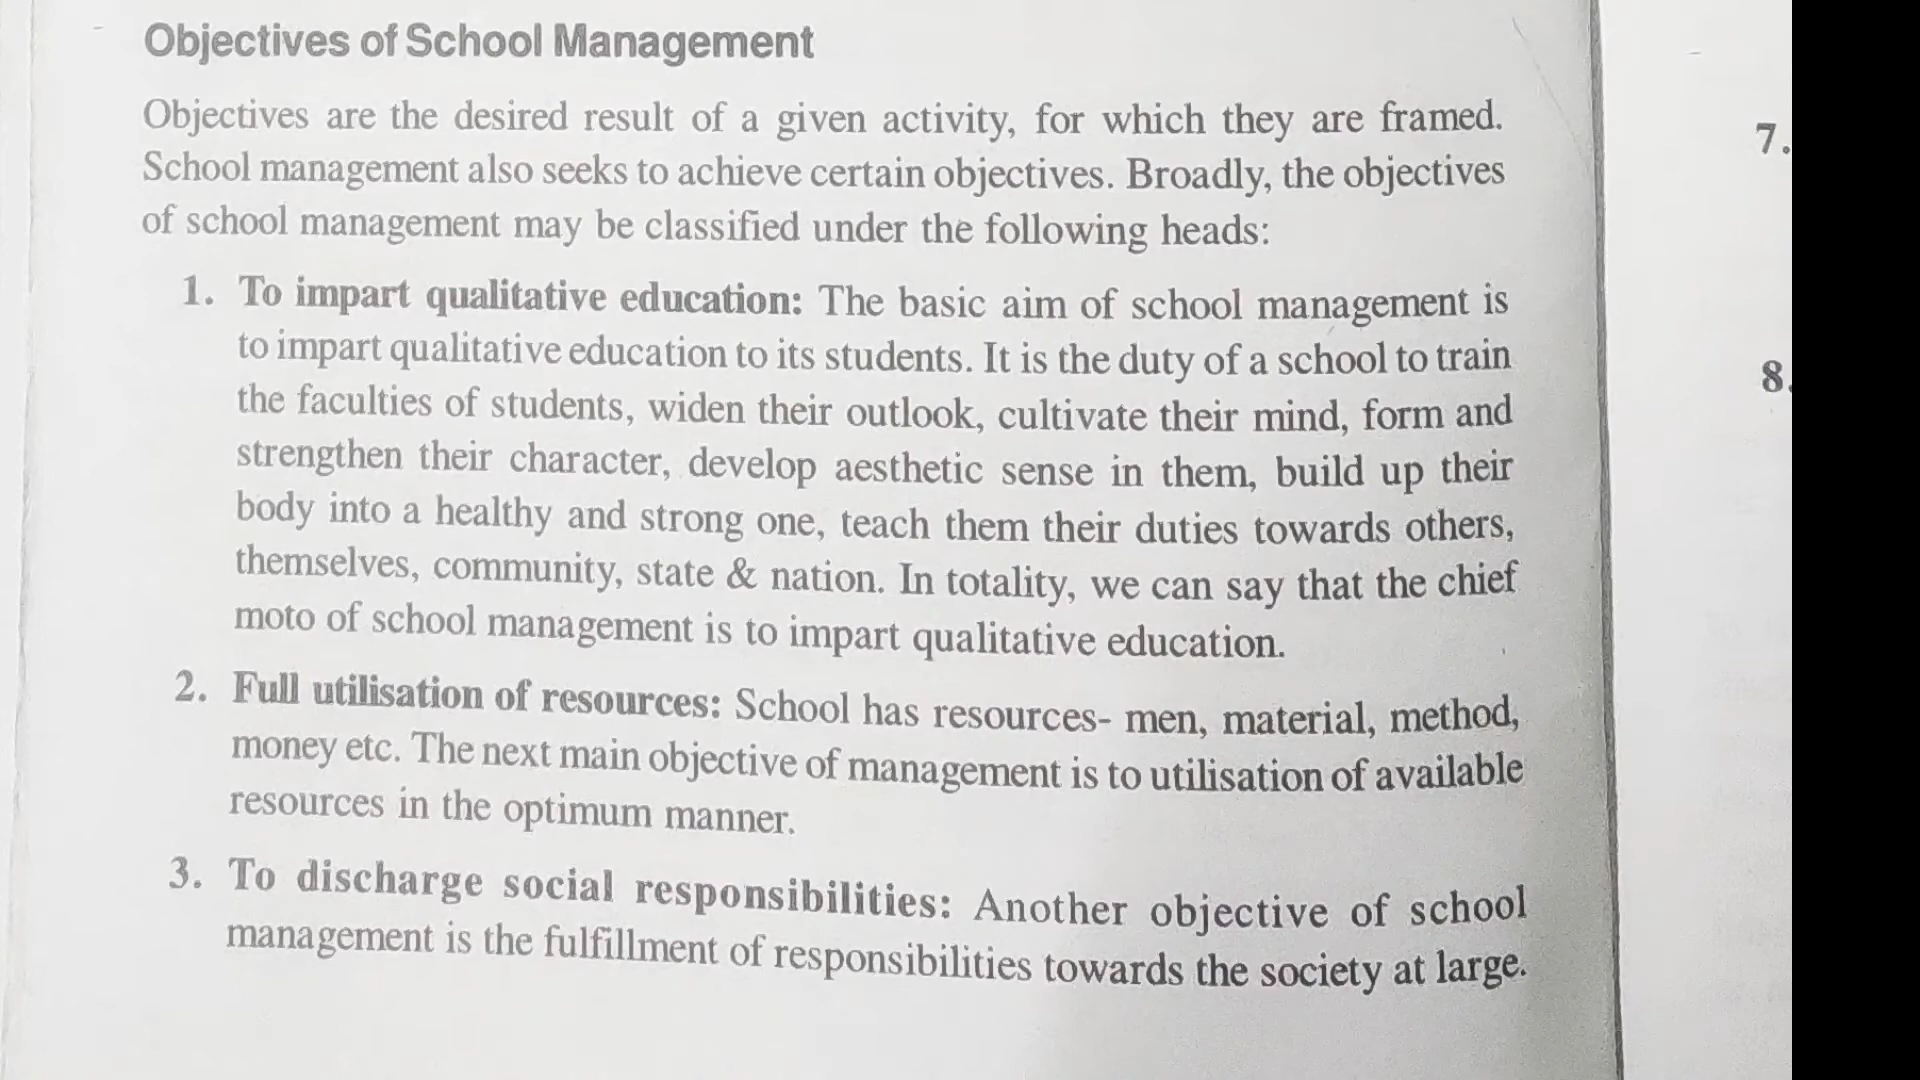 Objectives of School Management
Objectives are the desired result of a given activity, for which they are framed.
School management also seeks to achieve certain objectives. Broadly, the objectives
of school management may be classified under the following heads:
1. To impart qualitative education: The basic aim of school management is
to impart qualitative education to its students. It is the duty of a school to train
the faculties of students, widen their outlook, cultivate their mind, form and
strengthen their character, develop aesthetic sense in them, build up their
body into a healthy and strong one, teach them their duties towards others,
themselves, community, state & nation. In totality, we can say that the chief
moto of school management is to impart qualitative education.
2. Full utilisation of resources: School has resources- men, material, method,
money etc. The next main objective of management is to utilisation of available
resources in the optimum manner.
3. To discharge social responsibilities: Another objective of school
management is the fulfillment of responsibilities towards the society at large.
7.
8.